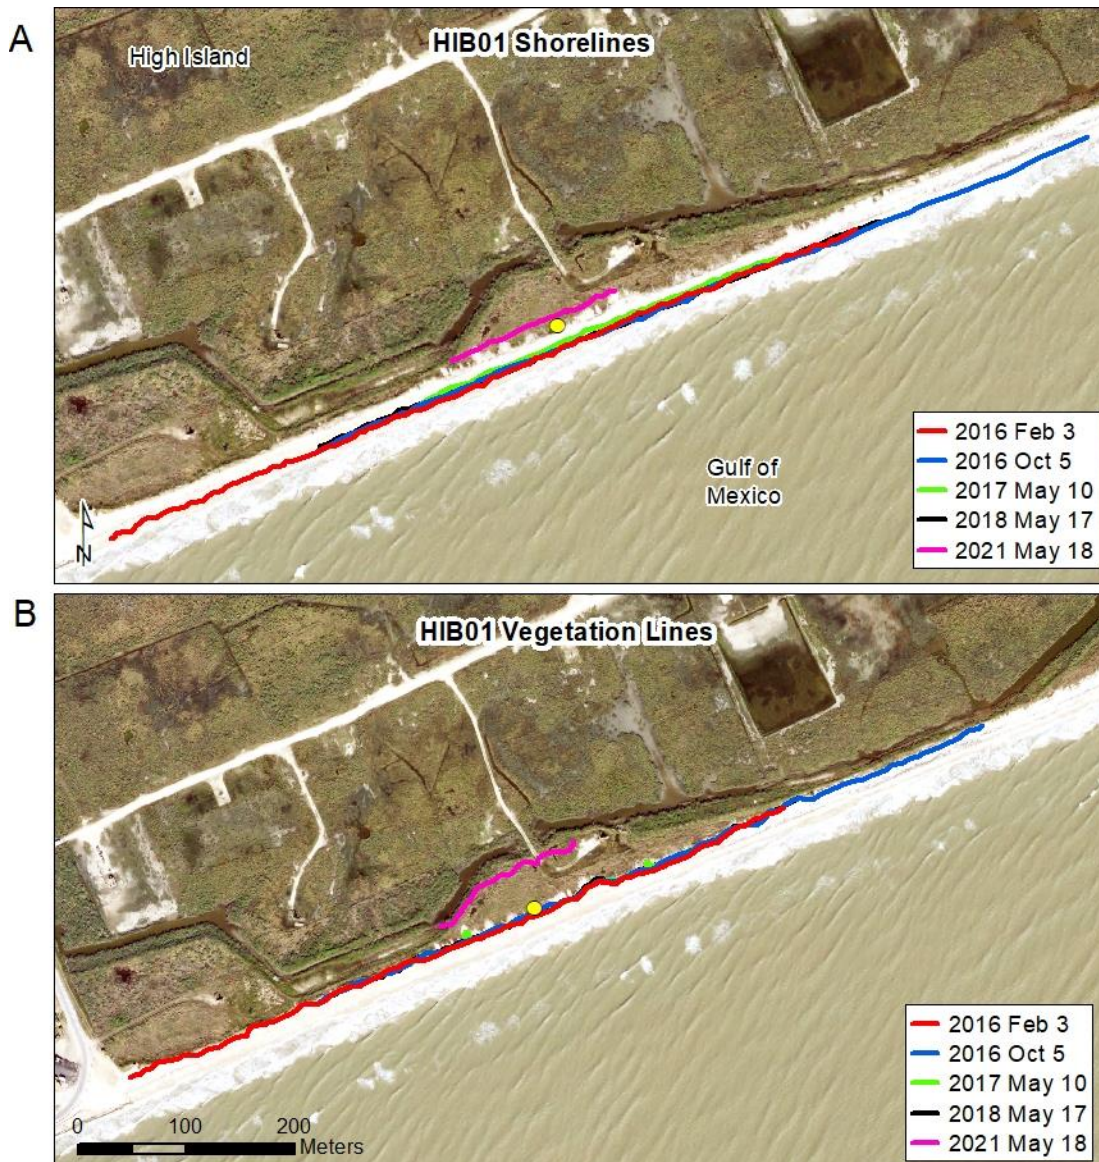 A
HIB01 Shorelines
High Island
Gulf of
Mexico
N
2016 Feb 3
2016 Oct 5
2017 May 10
2018 May 17
2021 May 18
B
HIB01 Vegetation Lines
2016 Feb 3
2016 Oct 5
2017 May 10
2018 May 17
2021 May 18
0 100 200
Meters